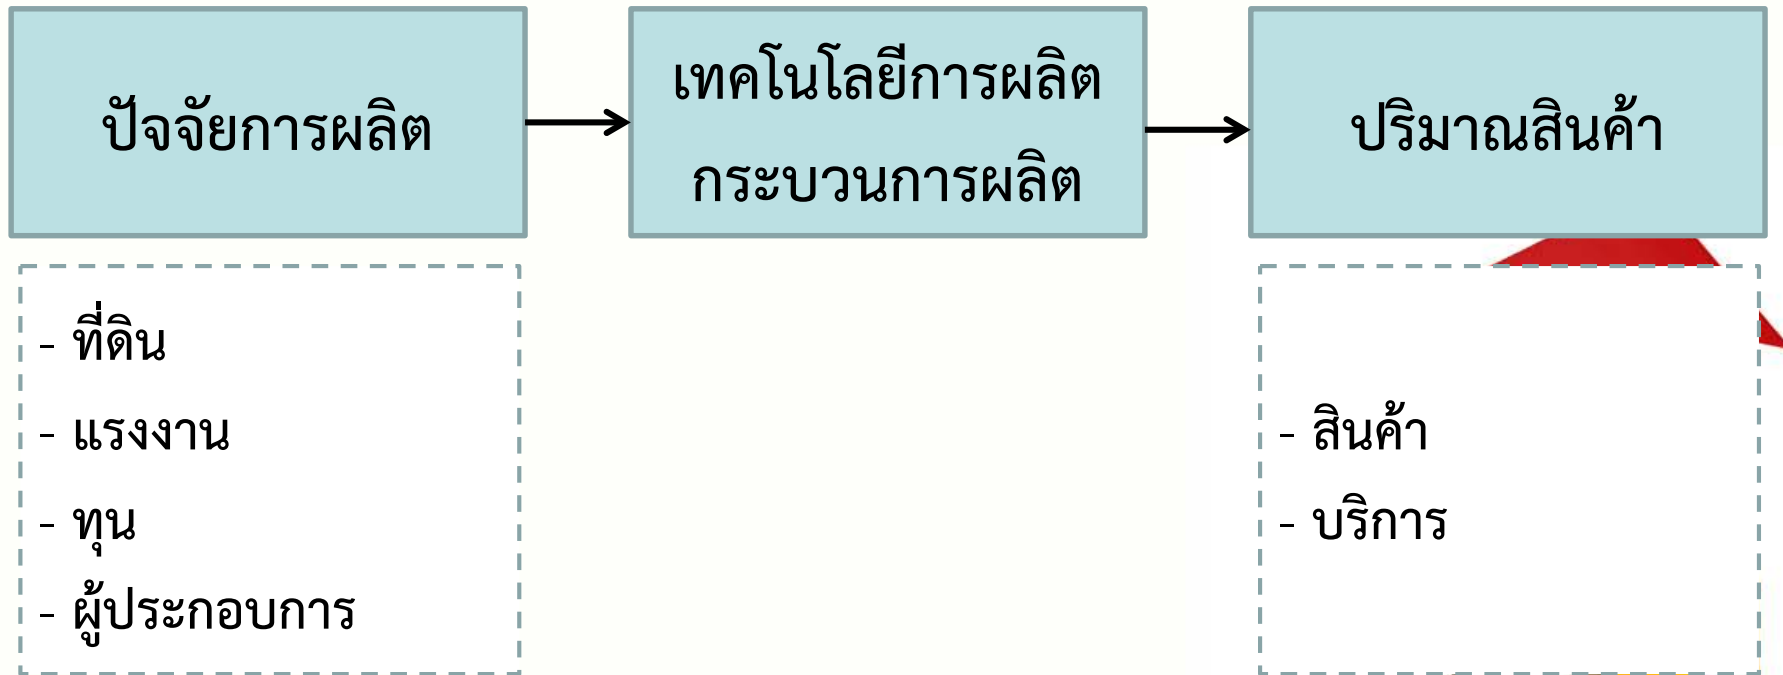 ปัจจัยการผลิต
เทคโนโลยีการผลิต
กระบวนการผลิต
ปริมาณสินค้า
- ที่ดิน
- แรงงาน
- ทุน
- ผู้ประกอบการ
- สินค้า
- บริการ